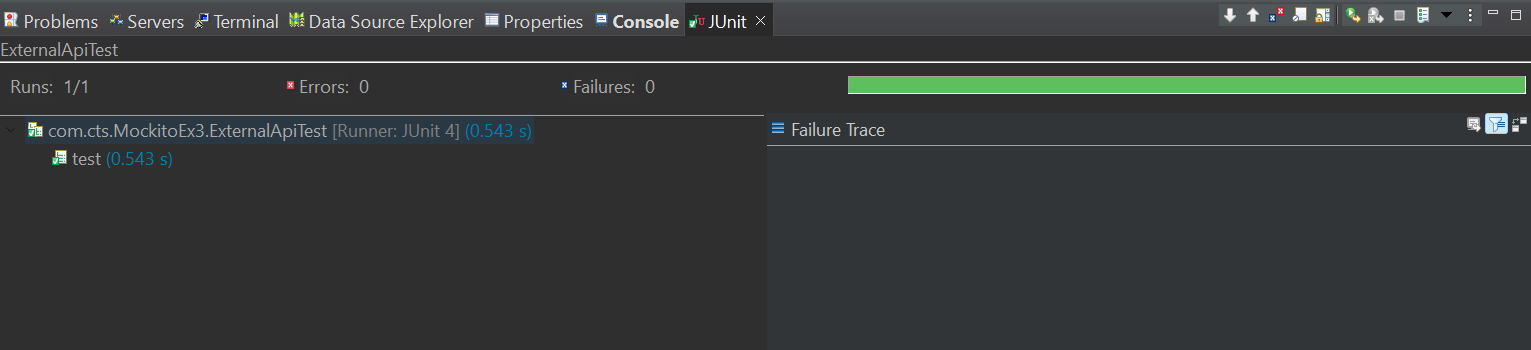 Problems Servers Terminal Data Source Explorer Properties Console JUnit
ExternalApiTest
Runs: 1/1 Errors: 0 Failures: 0
com.cts.MockitoEx3.ExternalApiTest [Runner: JUnit 4] (0.543 s)
test (0.543 s)
Failure Trace